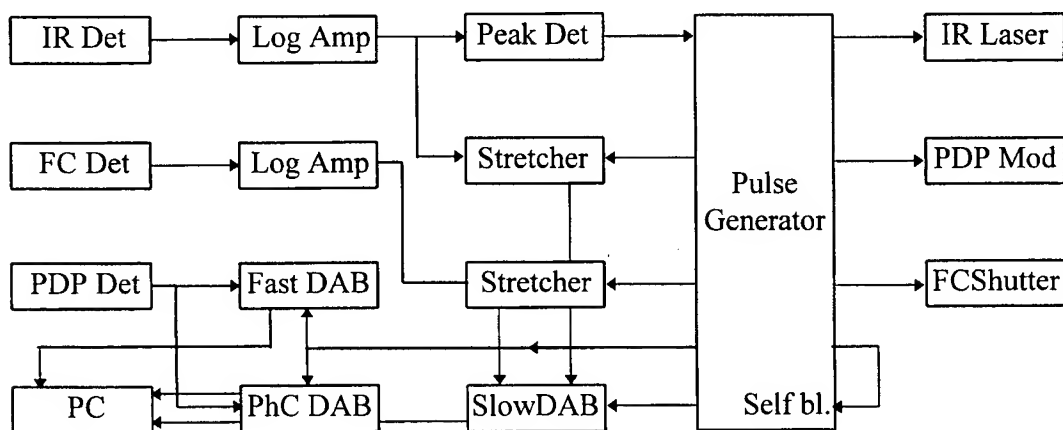 IR Det
Log Amp
Peak Det
IR Laser
FC Det
Log Amp
Stretcher
PDP Mod
Pulse
Generator
PDP Det
Fast DAB
Stretcher
FCShutter
PC
PhC DAB
SlowDAB
Self bl.